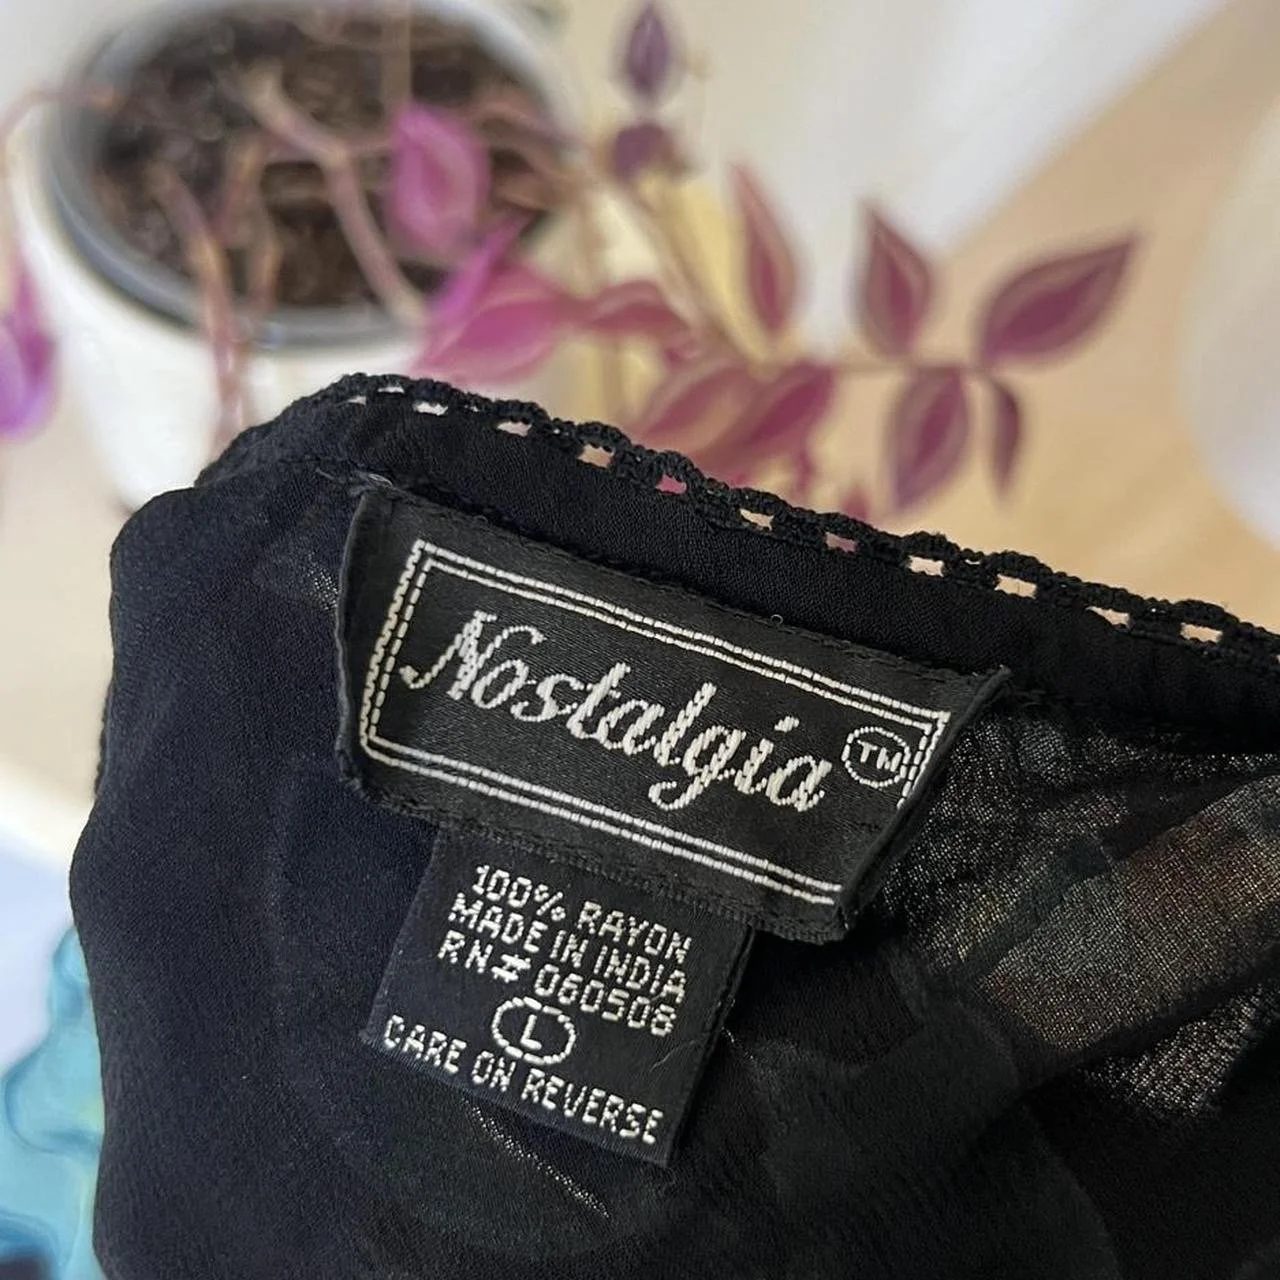 Nostalgia TM
100% RAYON
MADE IN INDIA
RN# 060508
L
CARE ON REVERSE